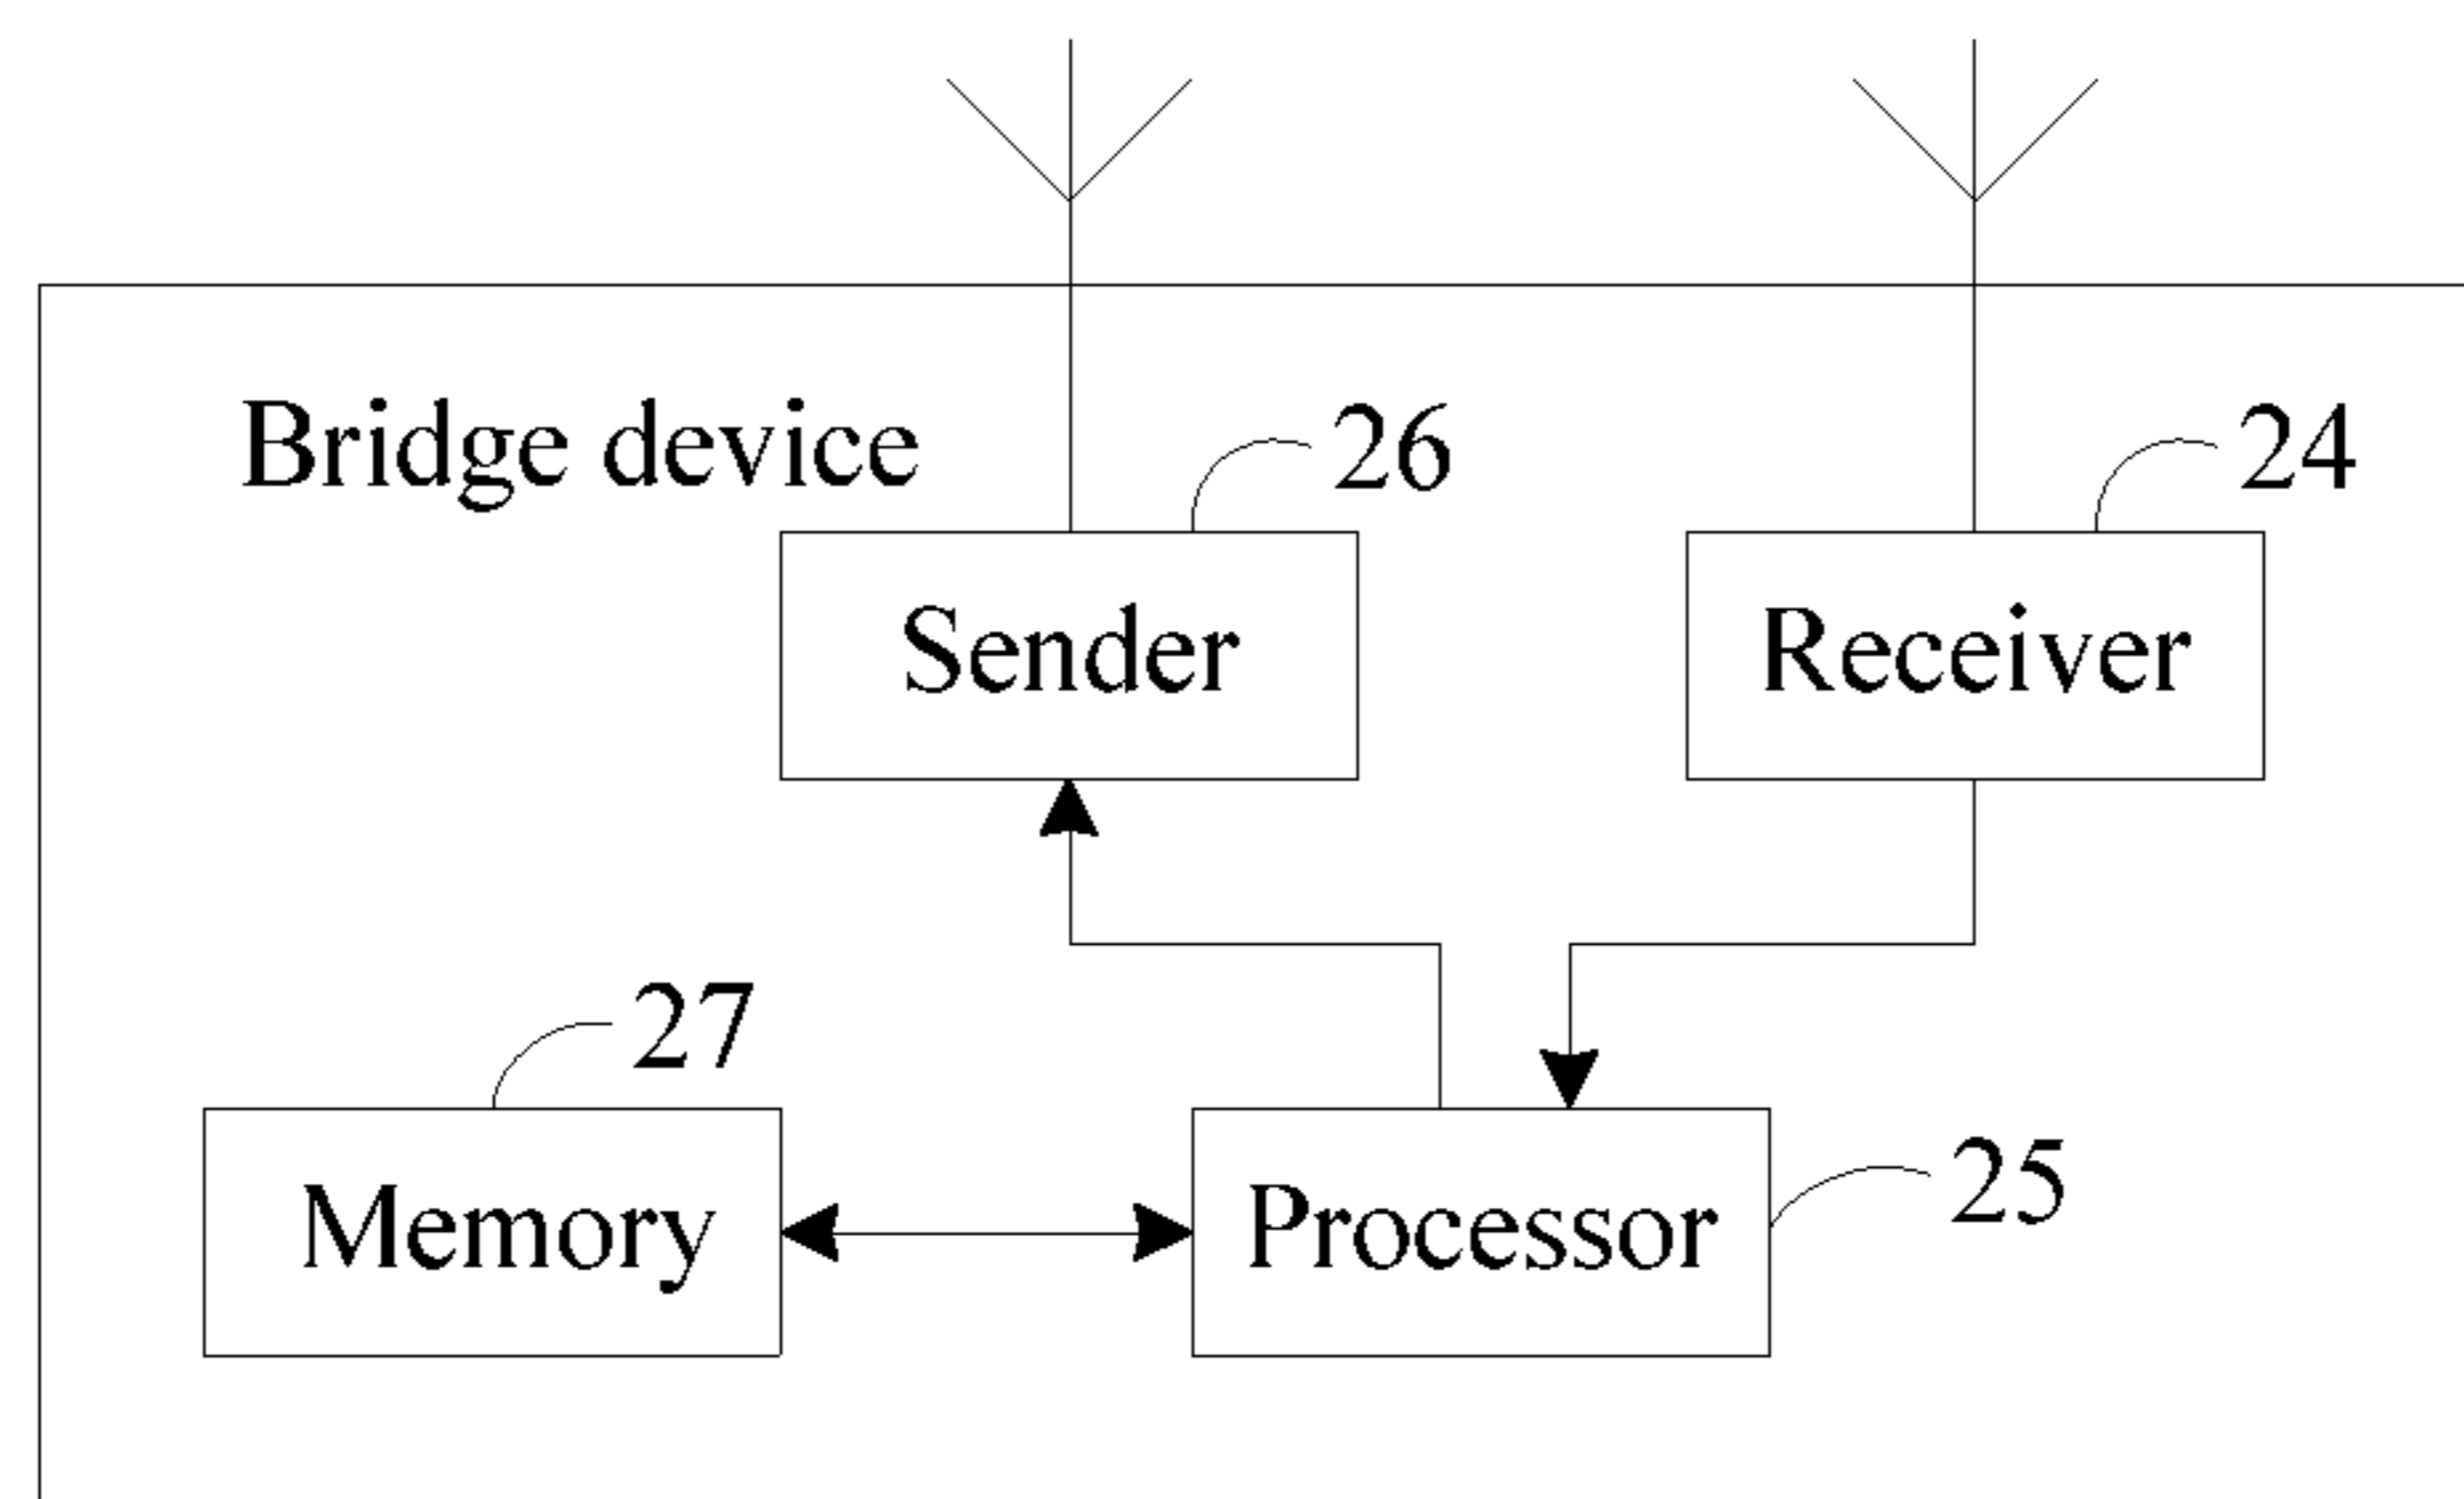 Bridge device
26
24
Sender
Receiver
27
25
Memory
Processor